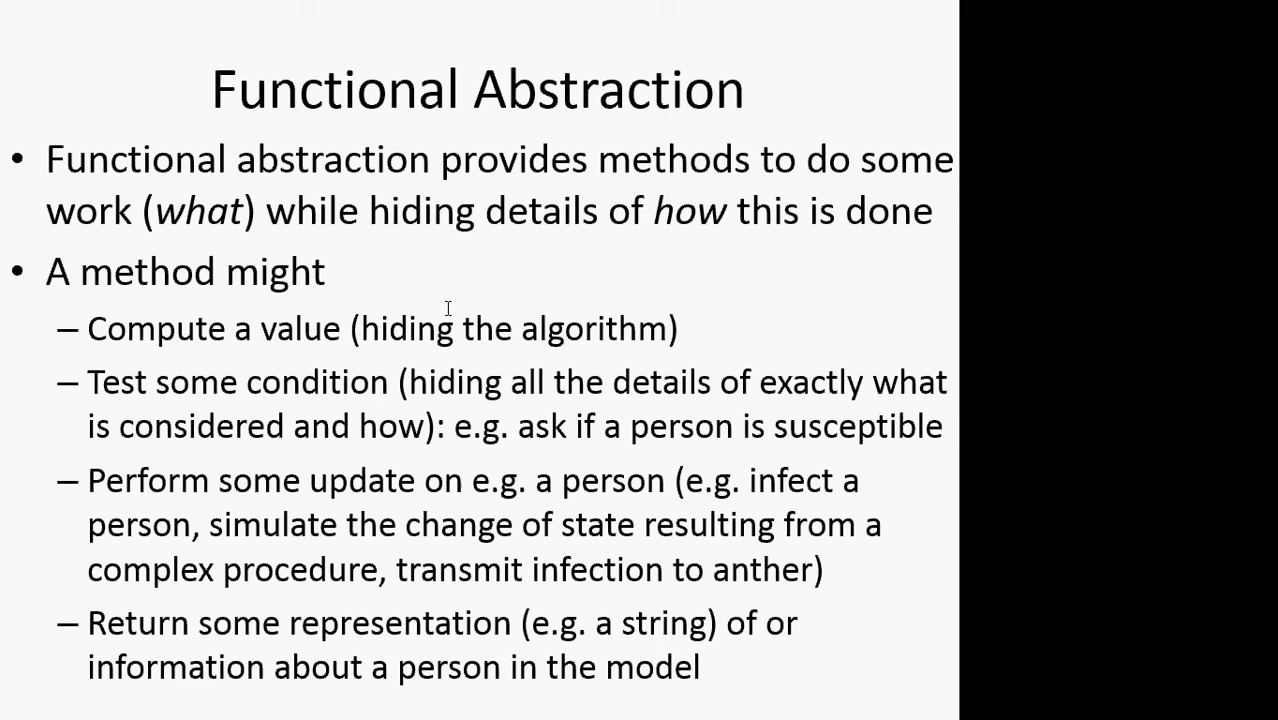 Functional Abstraction
• Functional abstraction provides methods to do some
work (what) while hiding details of how this is done
• A method might
– Compute a value (hiding the algorithm)
– Test some condition (hiding all the details of exactly what
is considered and how): e.g. ask if a person is susceptible
– Perform some update on e.g. a person (e.g. infect a
person, simulate the change of state resulting from a
complex procedure, transmit infection to anther)
– Return some representation (e.g. a string) of or
information about a person in the model